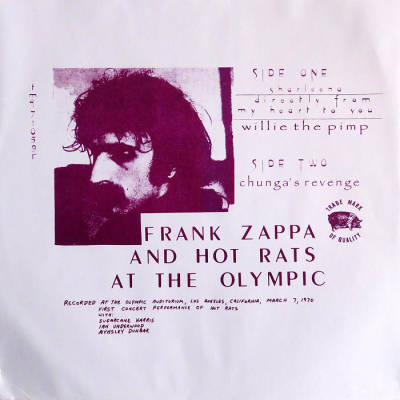 SIDE ONE
sharleena
directly from
my heart to you
willie the pimp
SIDE TWO
chunga's revenge
TRADE MARK
OF QUALITY
FRANK ZAPPA
AND HOT RATS
AT THE OLYMPIC
RECORDED AT THE OLYMPIC AUDITORIUM, LOS ANGELES, CALIFORNIA, MARCH 7, 1970
FIRST CONCERT PERFORMANCE OF HOT RATS
WITH:
SUGARCANE HARRIS
IAN UNDERWOOD
AYNSLEY DUNBAR